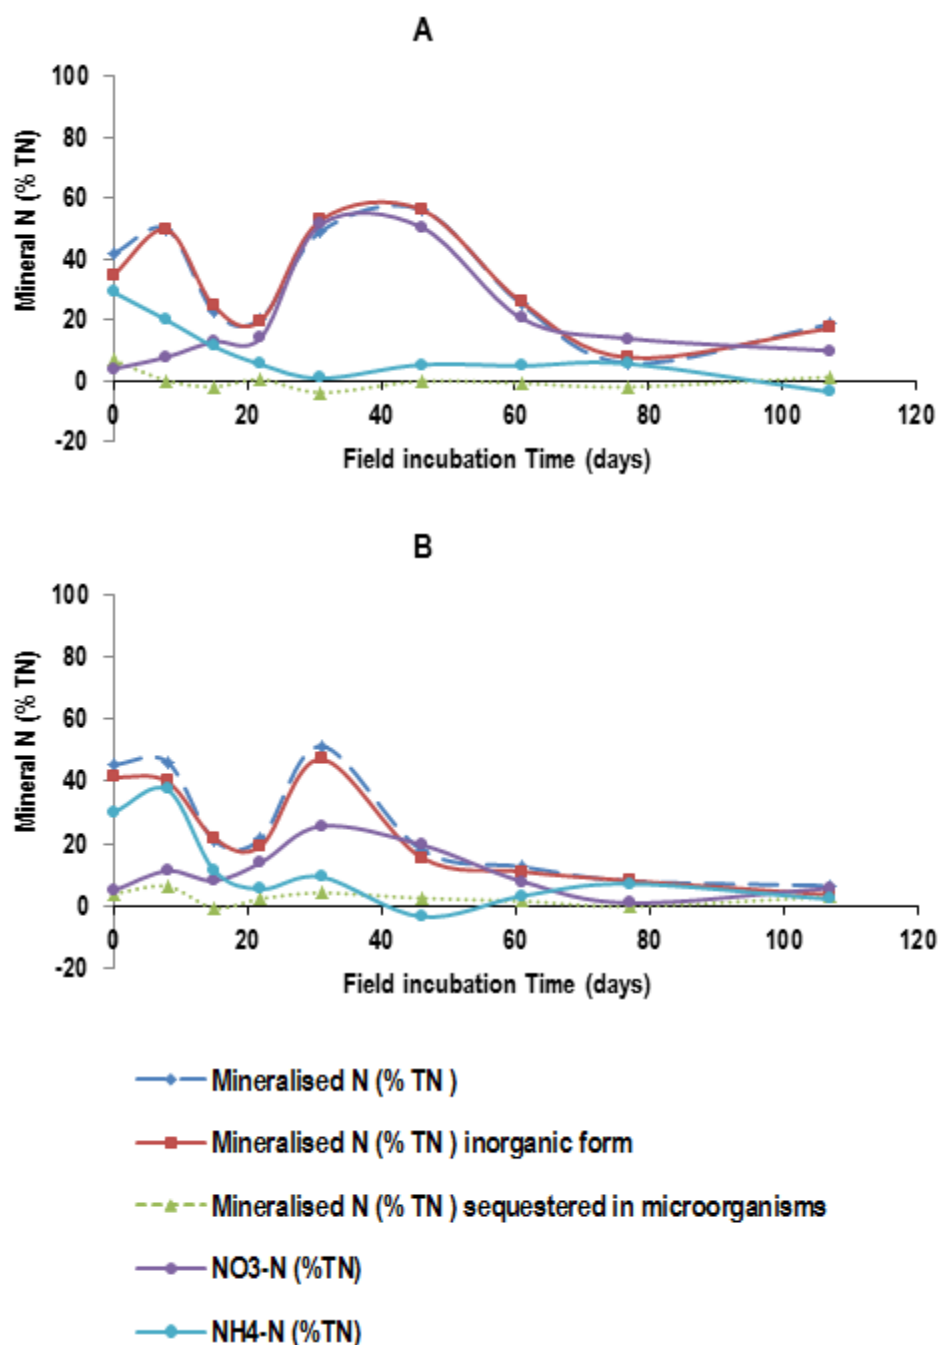 A
Mineral N (% TN)
100
80
60
40
20
0
-20
0 20 40 60 80 100 120
Field incubation Time (days)
B
Mineral N (% TN)
100
80
60
40
20
0
-20
0 20 40 60 80 100 120
Field incubation Time (days)
Mineralised N (% TN )
Mineralised N (% TN ) inorganic form
Mineralised N (% TN ) sequestered in microorganisms
NO3-N (%TN)
NH4-N (%TN)